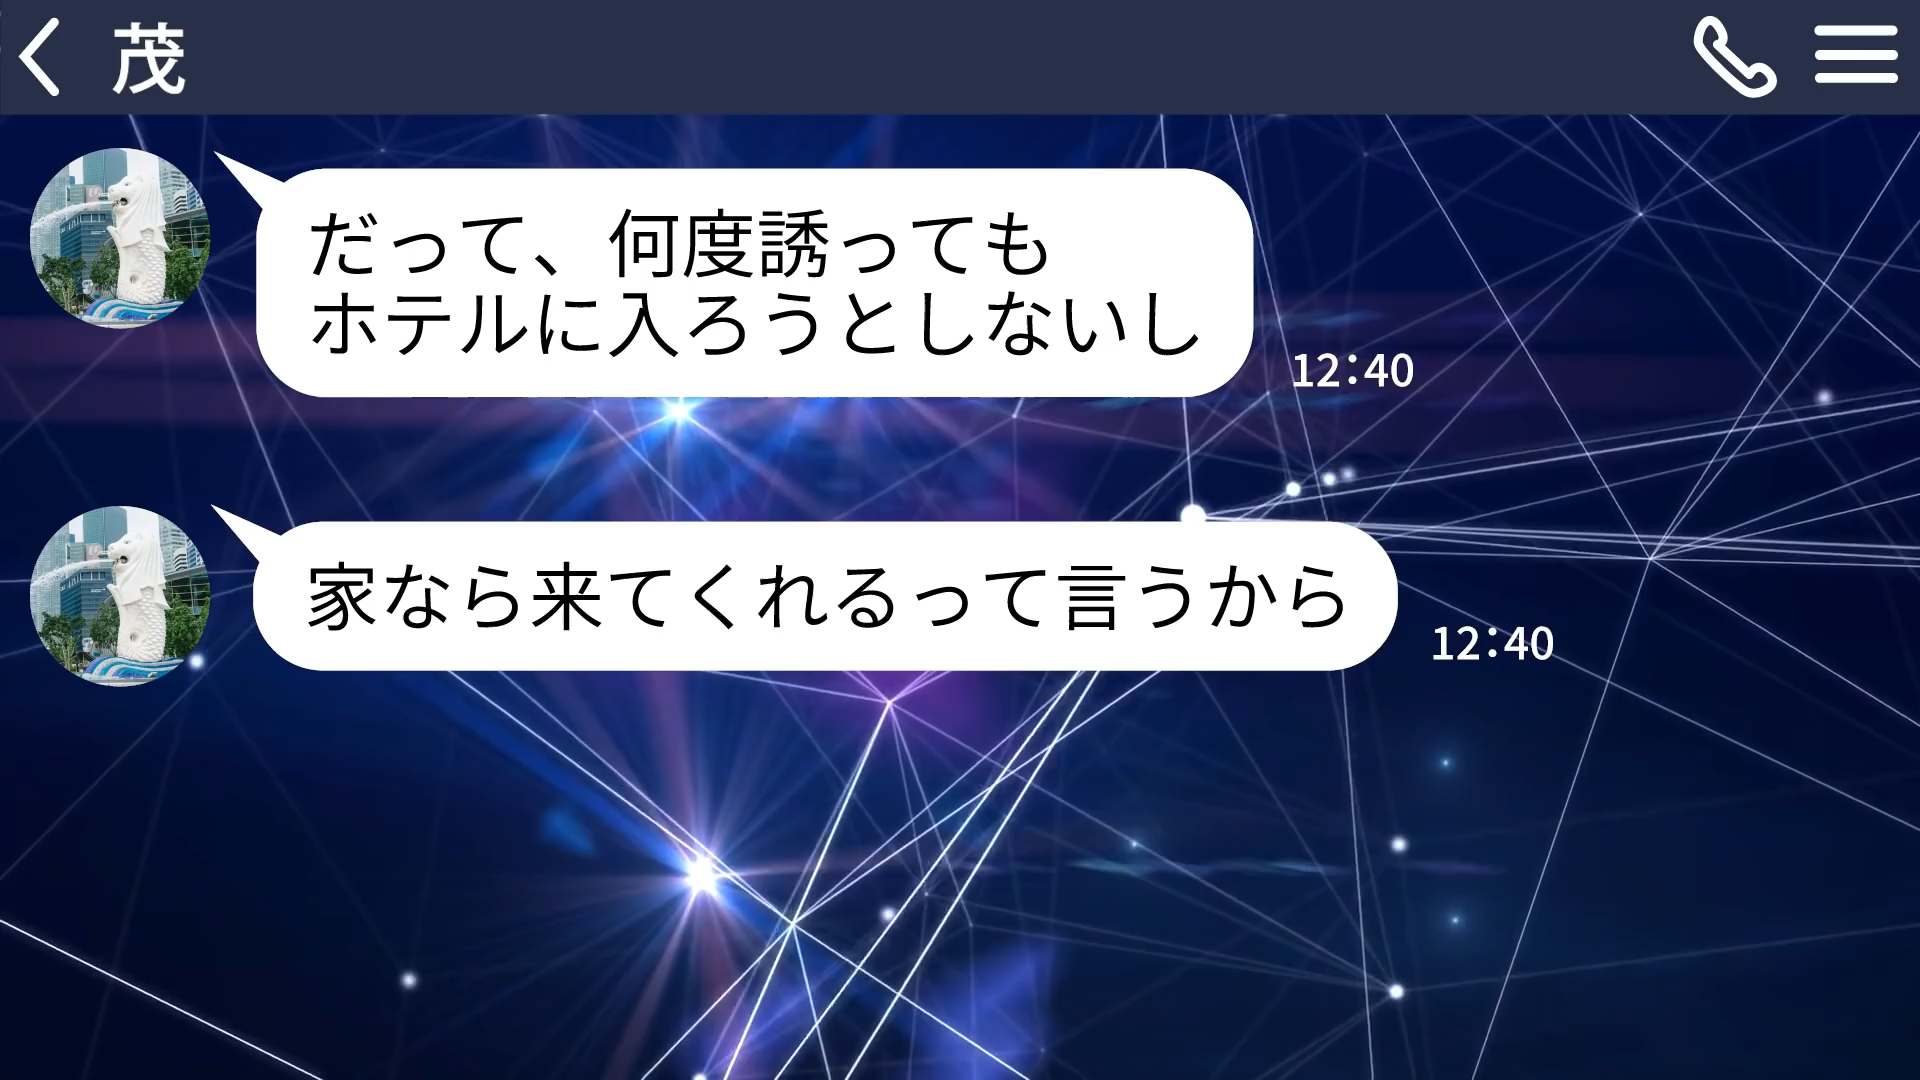 茂
だって、何度誘っても
ホテルに入ろうとしないし
12:40
家なら来てくれるって言うから
12:40